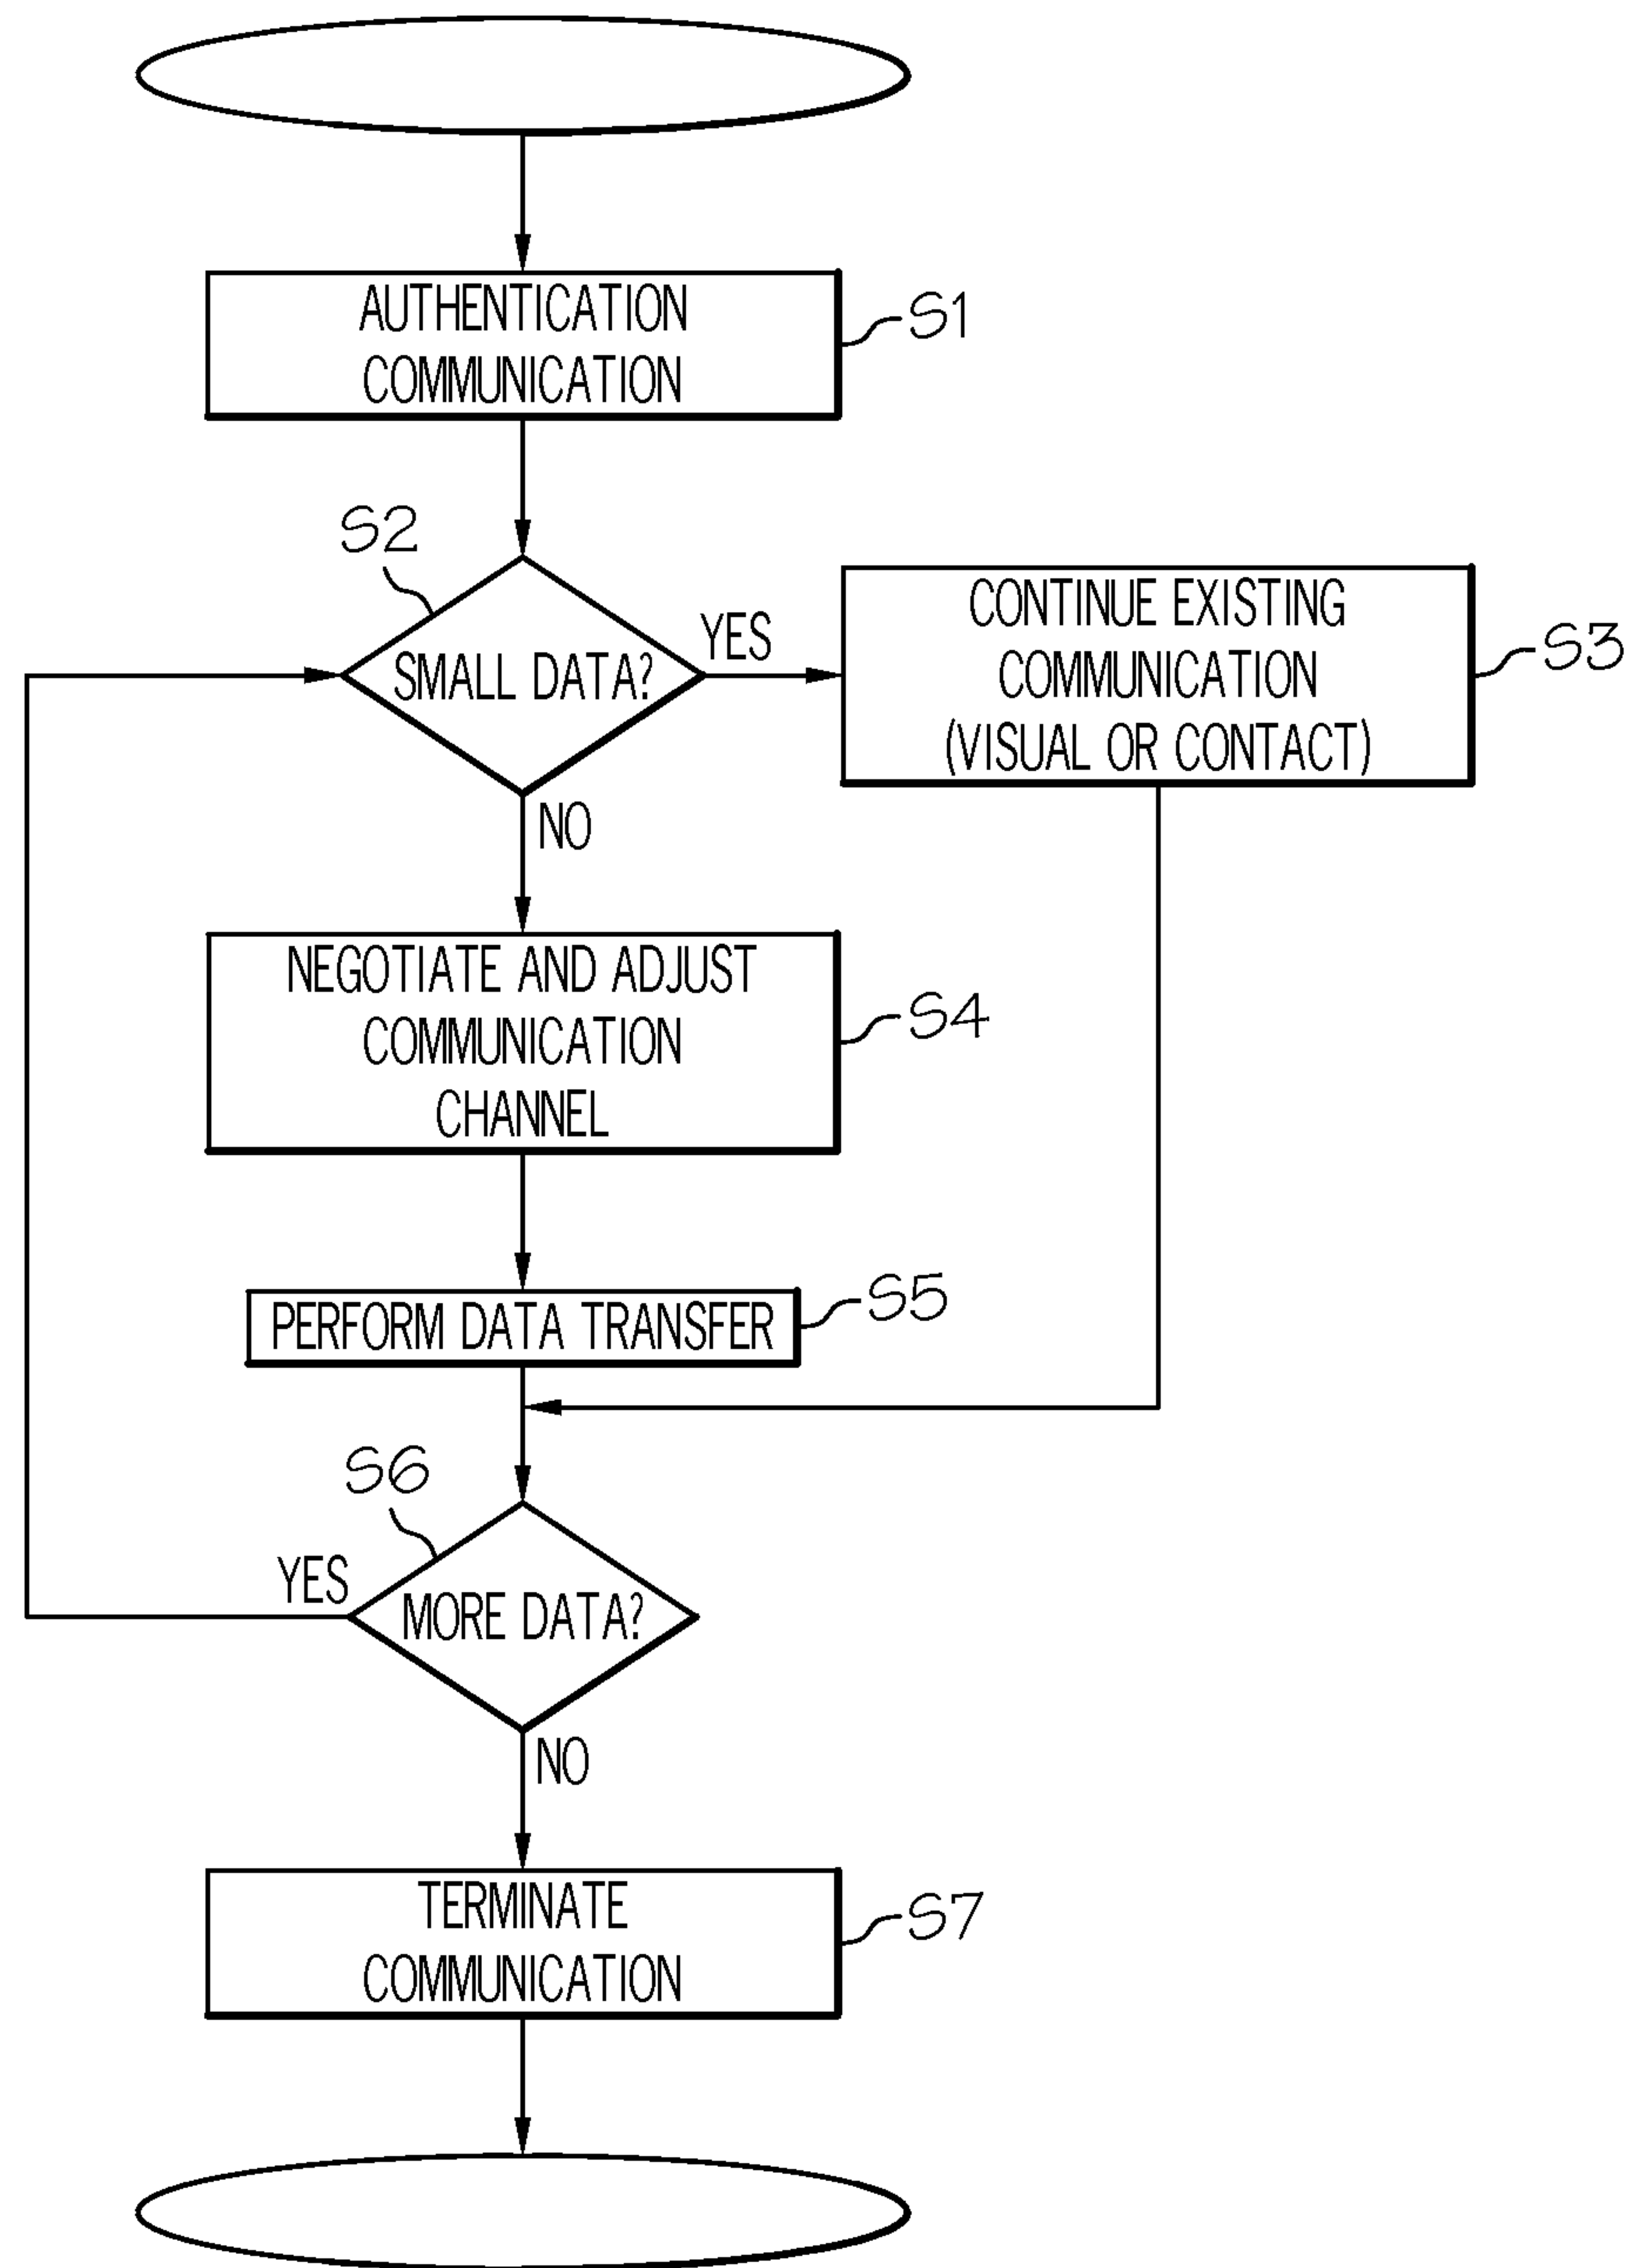 AUTHENTICATION
COMMUNICATION
S1
S2
SMALL DATA?
YES
NO
CONTINUE EXISTING
COMMUNICATION
(VISUAL OR CONTACT)
S3
NEGOTIATE AND ADJUST
COMMUNICATION
CHANNEL
S4
PERFORM DATA TRANSFER
S5
S6
YES
MORE DATA?
NO
TERMINATE
COMMUNICATION
S7